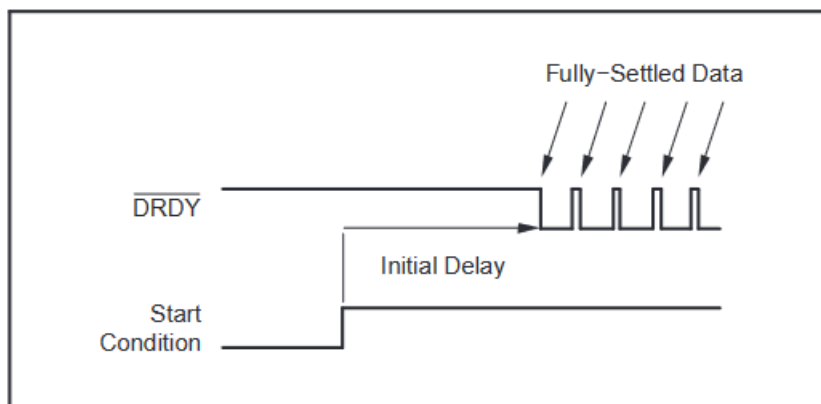 Fully-Settled Data
DRDY
Initial Delay
Start
Condition